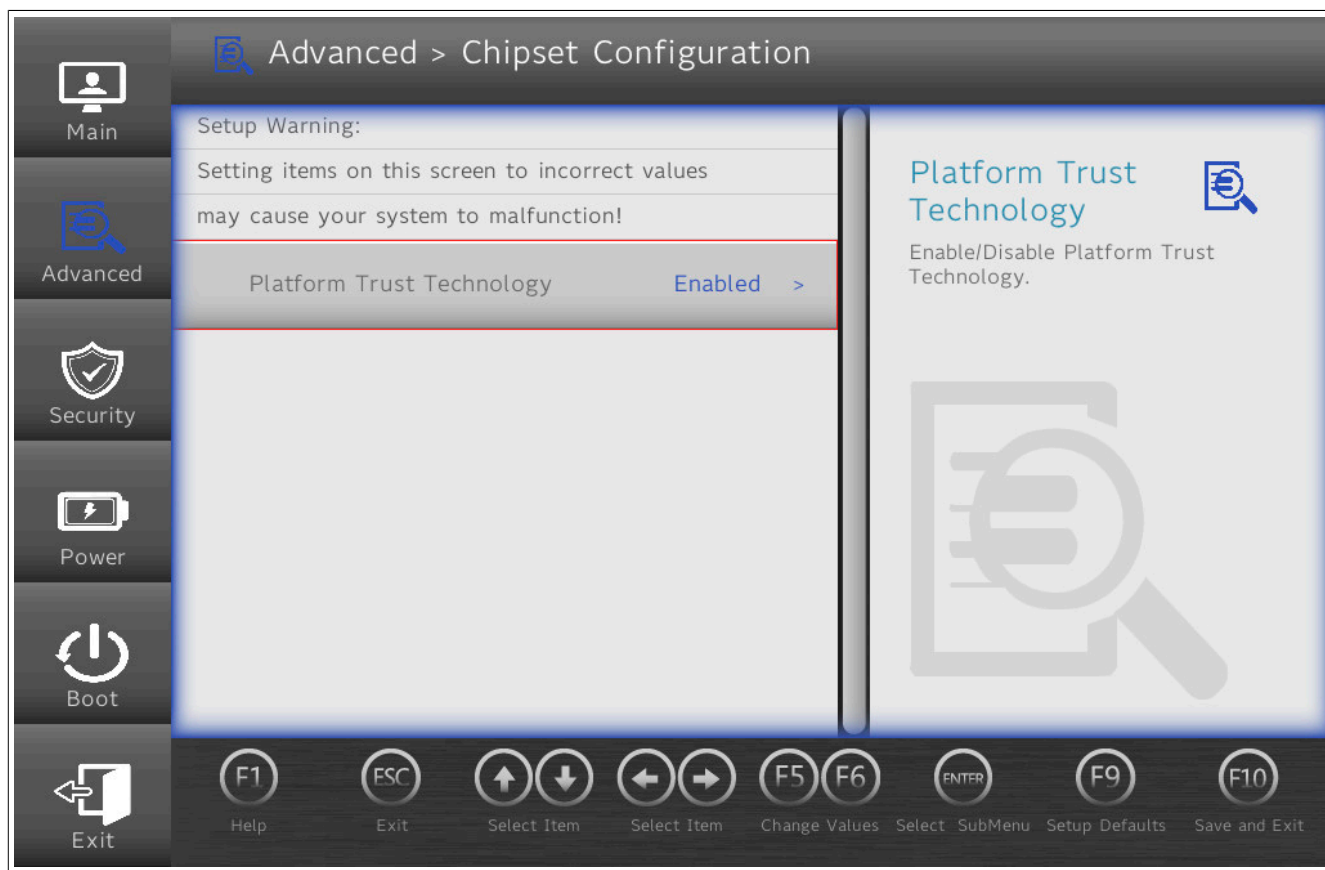 Advanced > Chipset Configuration
Main
Advanced
Security
Power
Boot
Exit
Setup Warning:
Setting items on this screen to incorrect values
may cause your system to malfunction!
Platform Trust Technology Enabled >
Platform Trust
Technology
Enable/Disable Platform Trust
Technology.
F1 ESC F5 F6 ENTER F9 F10
Help Exit Select Item Select Item Change Values Select SubMenu Setup Defaults Save and Exit